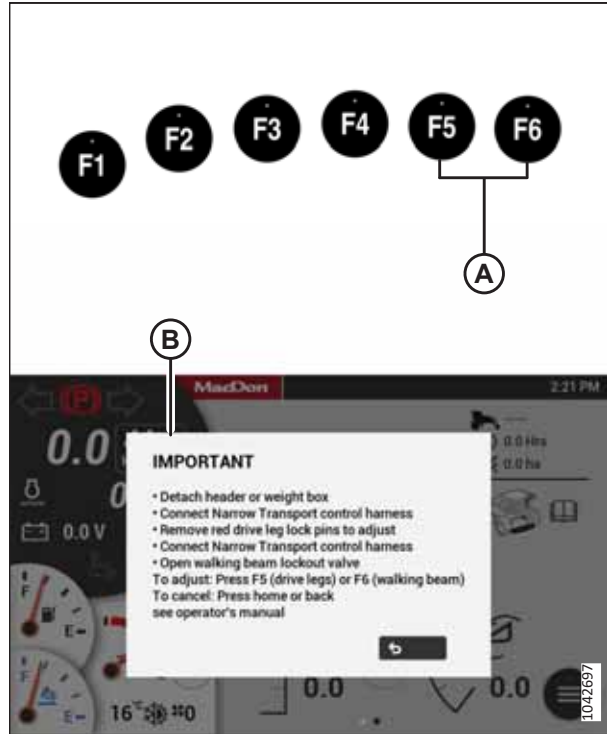 F1
F2
F3
F4
F5
F6
A
B
MacDon
2:21 PM
P
0.0
0.0 Hrs
0.0 ha
0.0 V
IMPORTANT
• Detach header or weight box
• Connect Narrow Transport control harness
• Remove red drive leg lock pins to adjust
• Connect Narrow Transport control harness
• Open walking beam lockout valve
To adjust: Press F5 (drive legs) or F6 (walking beam)
To cancel: Press home or back
see operator's manual
F
E
F
E
16°C
0
0.0
0.0
1042697